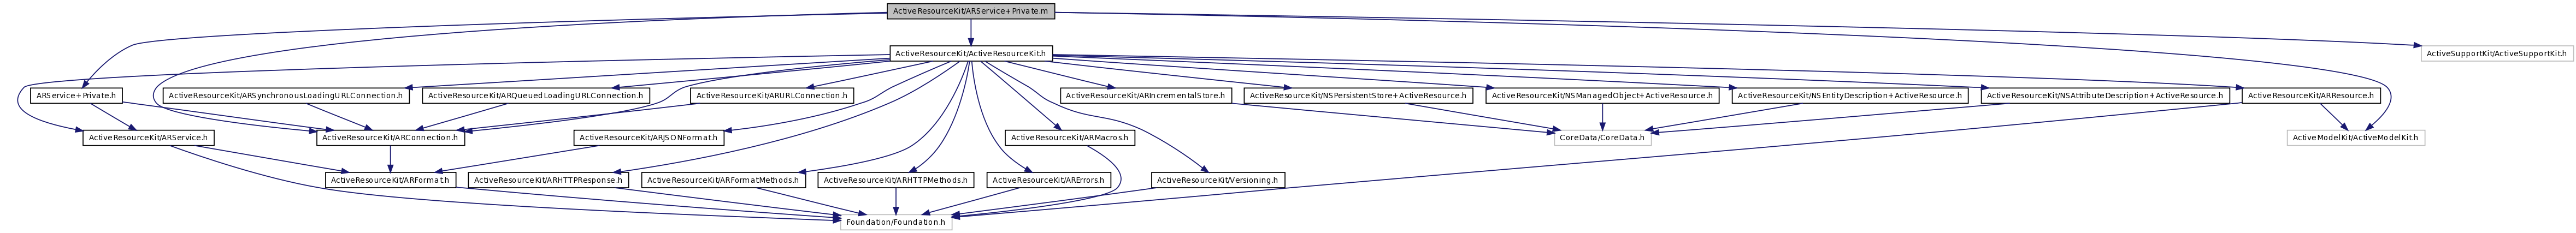 ActiveResourceKit/ARService+Private.m
ActiveResourceKit/ActiveResourceKit.h
ActiveSupportKit/ActiveSupportKit.h
ARService+Private.h
ActiveResourceKit/ARSynchronousLoadingURLConnection.h
ActiveResourceKit/ARQueuedLoadingURLConnection.h
ActiveResourceKit/ARURLConnection.h
ActiveResourceKit/ARIncrementalStore.h
ActiveResourceKit/NSPersistentStore+ActiveResource.h
ActiveResourceKit/NSManagedObject+ActiveResource.h
ActiveResourceKit/NSEntityDescription+ActiveResource.h
ActiveResourceKit/NSAttributeDescription+ActiveResource.h
ActiveResourceKit/ARResource.h
ActiveResourceKit/ARService.h
ActiveResourceKit/ARConnection.h
ActiveResourceKit/ARJSONFormat.h
ActiveResourceKit/ARMacros.h
CoreData/CoreData.h
ActiveModelKit/ActiveModelKit.h
ActiveResourceKit/ARFormat.h
ActiveResourceKit/ARHTTPResponse.h
ActiveResourceKit/ARFormatMethods.h
ActiveResourceKit/ARHTTPMethods.h
ActiveResourceKit/ARErrors.h
ActiveResourceKit/Versioning.h
Foundation/Foundation.h